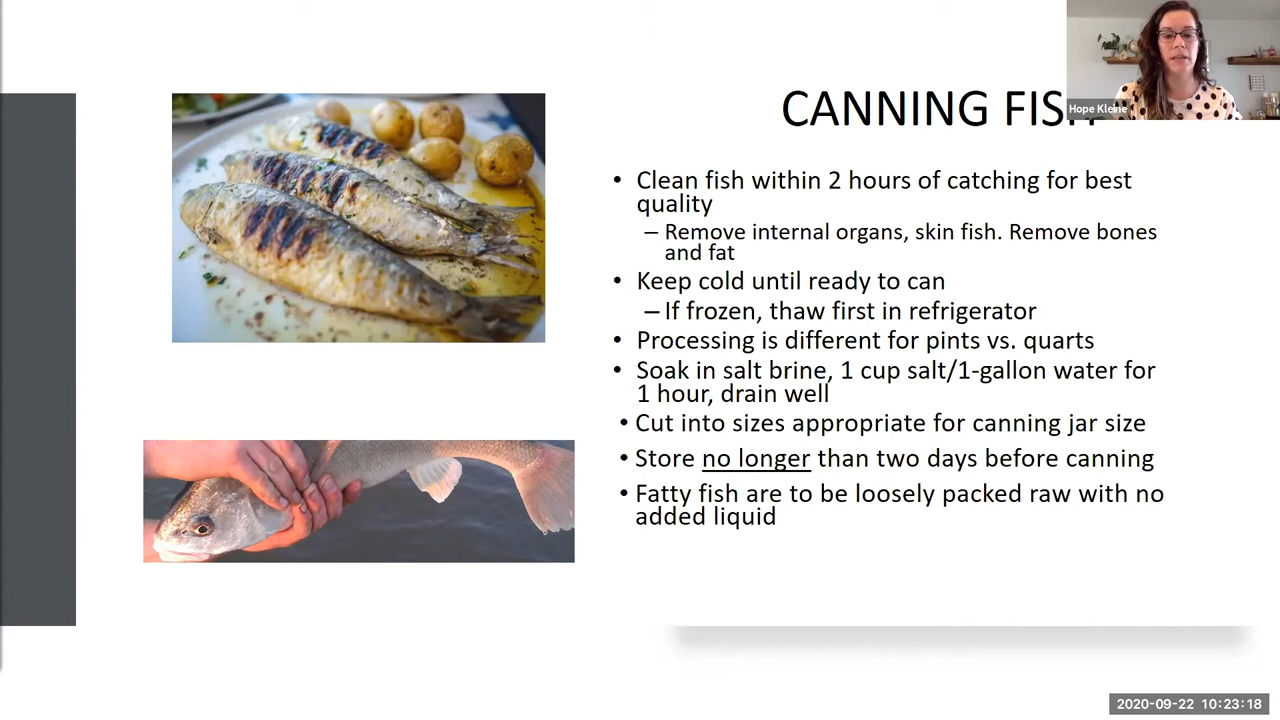 CANNING FISH
Hope Kleine
• Clean fish within 2 hours of catching for best
quality
– Remove internal organs, skin fish. Remove bones
and fat
• Keep cold until ready to can
– If frozen, thaw first in refrigerator
• Processing is different for pints vs. quarts
• Soak in salt brine, 1 cup salt/1-gallon water for
1 hour, drain well
• Cut into sizes appropriate for canning jar size
• Store no longer than two days before canning
• Fatty fish are to be loosely packed raw with no
added liquid
2020-09-22 10:23:18